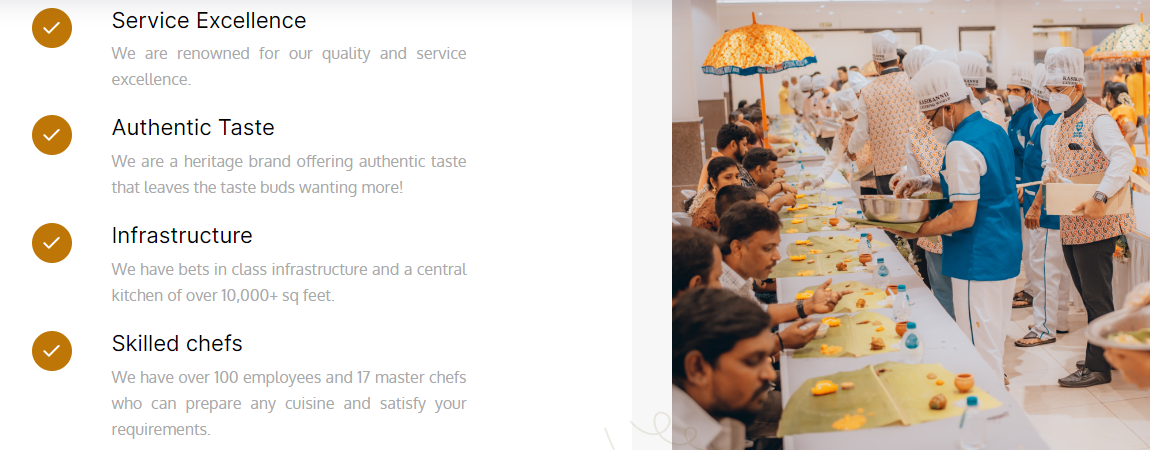 Service Excellence
We are renowned for our quality and service
excellence.
Authentic Taste
We are a heritage brand offering authentic taste
that leaves the taste buds wanting more!
Infrastructure
We have bets in class infrastructure and a central
kitchen of over 10,000+ sq feet.
Skilled chefs
We have over 100 employees and 17 master chefs
who can prepare any cuisine and satisfy your
requirements.